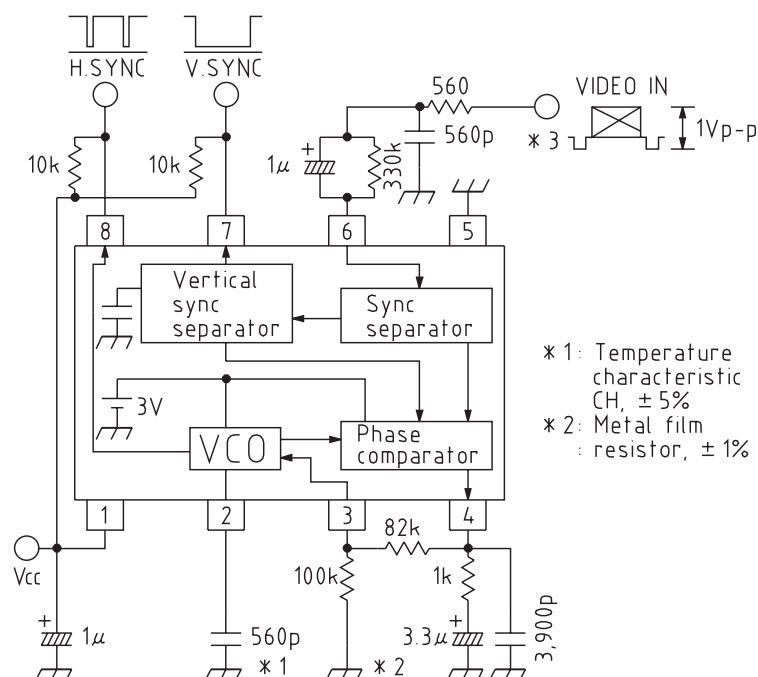 H.SYNC
V.SYNC
560
VIDEO IN
560p
＊3
1Vp-p
10k
10k
1μ
+
330k
8
7
6
5
Vertical
sync
separator
Sync
separator
＊1: Temperature
characteristic
CH, ±5%
＊2: Metal film
: resistor, ±1%
3V
VCO
Phase
comparator
1
2
3
4
82k
Vcc
100k
1k
+
1μ
560p
＊1
＊2
+
3.3μ
3,900p